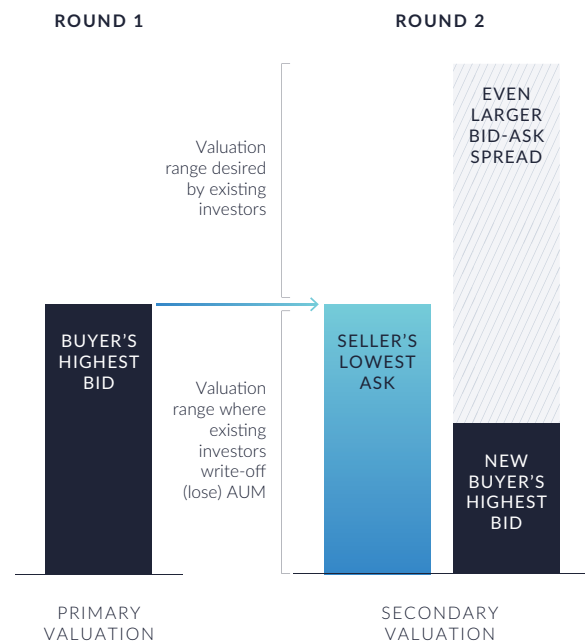 ROUND 1
ROUND 2
EVEN
LARGER
BID-ASK
SPREAD
Valuation
range desired
by existing
investors
BUYER'S
HIGHEST
BID
SELLER'S
LOWEST
ASK
Valuation
range where
existing
investors
write-off
(lose) AUM
NEW
BUYER'S
HIGHEST
BID
PRIMARY
VALUATION
SECONDARY
VALUATION